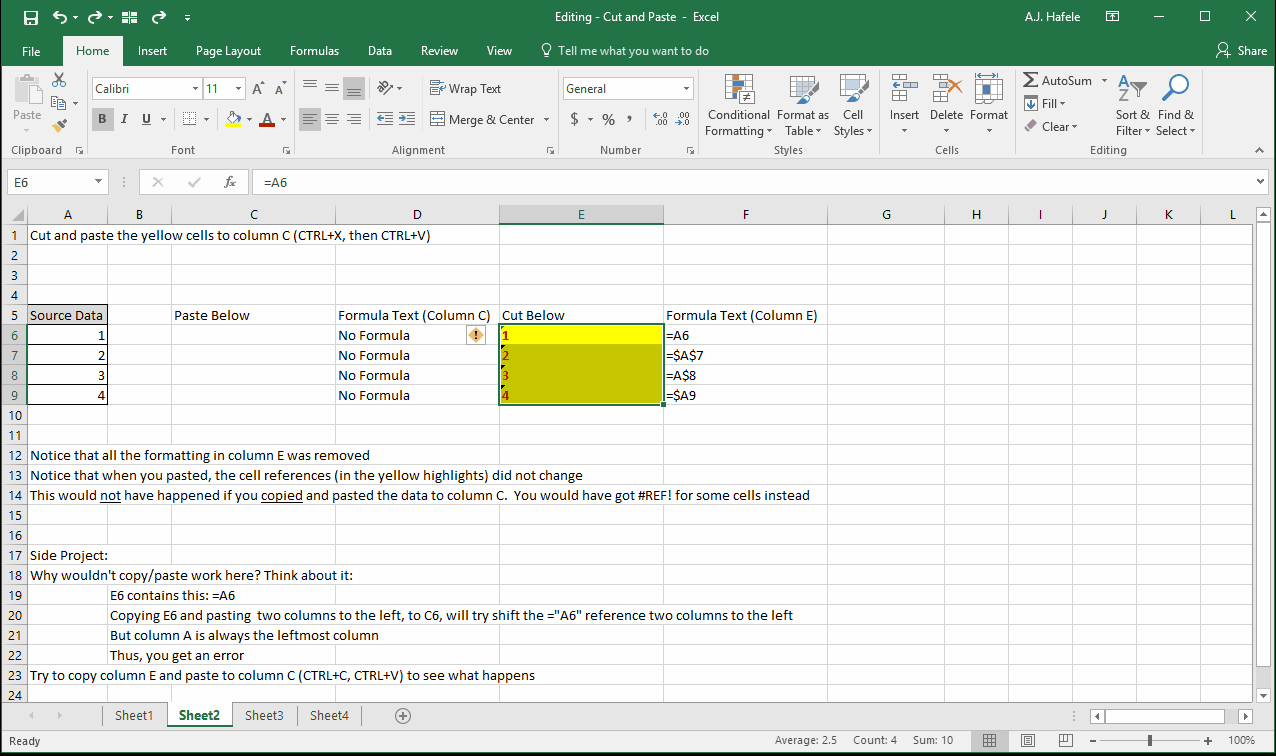 Editing - Cut and Paste - Excel
A.J. Hafele
File Home Insert Page Layout Formulas Data Review View Tell me what you want to do Share
Paste
Clipboard
Calibri 11
B I U
Font
Wrap Text
Merge & Center
Alignment
General
$ % ,
Number
Conditional Formatting
Format as Table
Cell Styles
Styles
Insert Delete Format
Cells
AutoSum
Fill
Clear
Sort & Filter
Find & Select
Editing
E6 fx =A6
A B C D E F G H I J K L
1 Cut and paste the yellow cells to column C (CTRL+X, then CTRL+V)
2
3
4
5 Source Data Paste Below Formula Text (Column C) Cut Below Formula Text (Column E)
6 1 No Formula 1 =A6
7 2 No Formula 2 =$A$7
8 3 No Formula 3 =A$8
9 4 No Formula 4 =$A9
10
11
12 Notice that all the formatting in column E was removed
13 Notice that when you pasted, the cell references (in the yellow highlights) did not change
14 This would not have happened if you copied and pasted the data to column C. You would have got #REF! for some cells instead
15
16
17 Side Project:
18 Why wouldn't copy/paste work here? Think about it:
19 E6 contains this: =A6
20 Copying E6 and pasting two columns to the left, to C6, will try shift the ="A6" reference two columns to the left
21 But column A is always the leftmost column
22 Thus, you get an error
23 Try to copy column E and paste to column C (CTRL+C, CTRL+V) to see what happens
24
Sheet1 Sheet2 Sheet3 Sheet4
Ready Average: 2.5 Count: 4 Sum: 10 100%